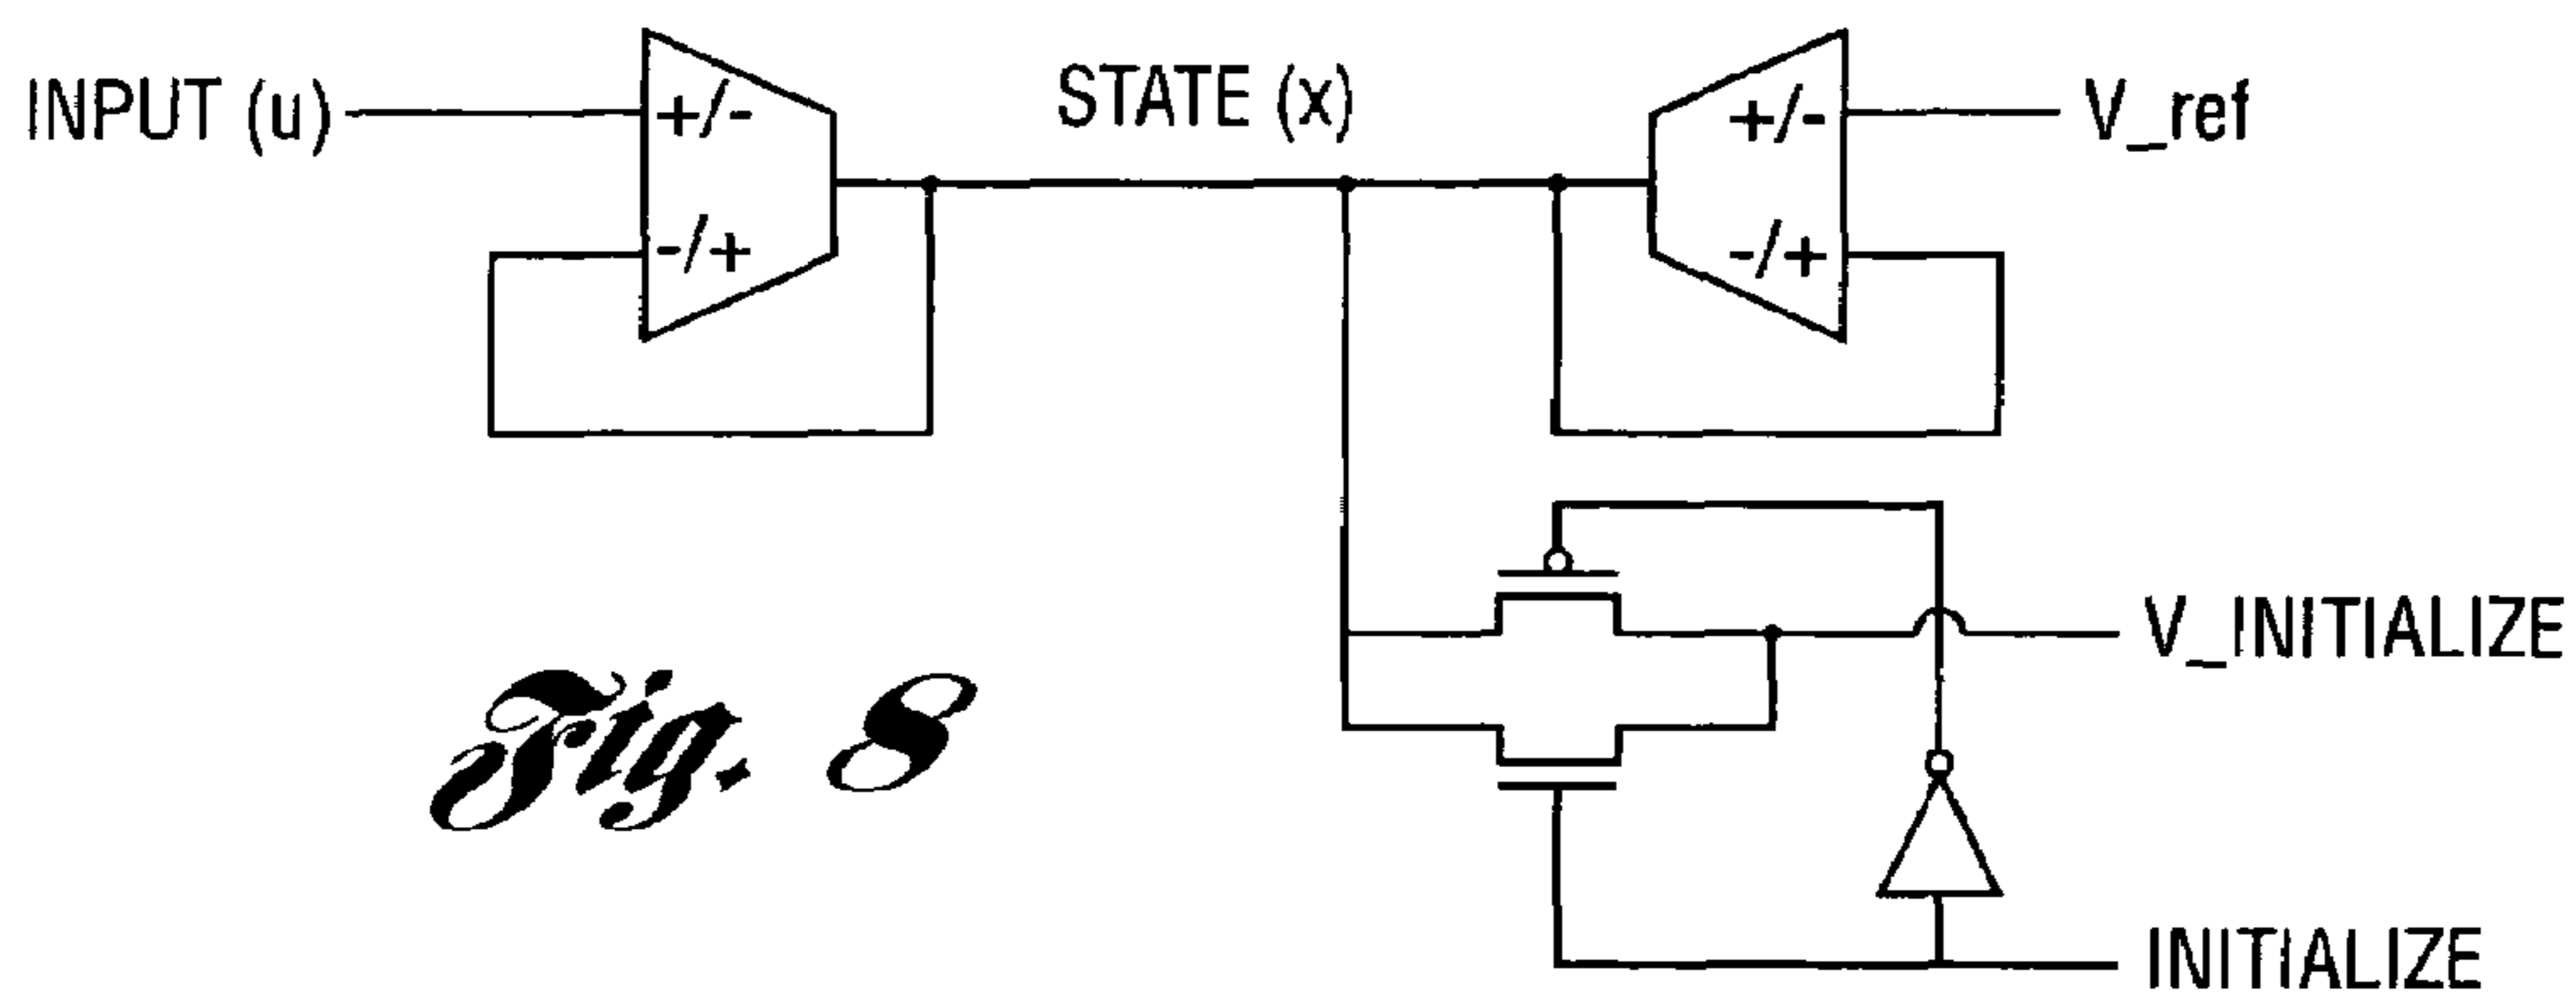 INPUT (u)
+/-
-/+
STATE (x)
+/-
-/+
V_ref
V_INITIALIZE
INITIALIZE
Fig. 8